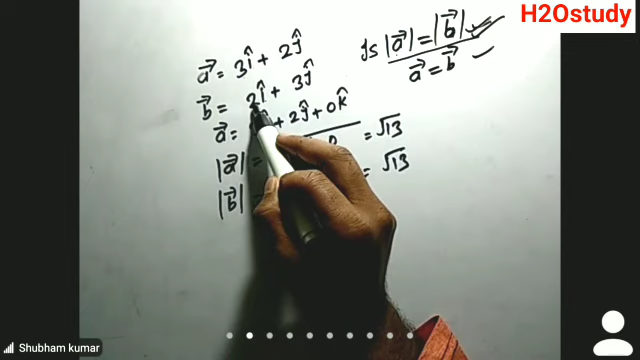 H2Ostudy
Is |a⃗| = |b⃗|
a⃗ = b⃗
a⃗ = 3î + 2ĵ
b⃗ = 2î + 3ĵ
a⃗ = + 2ĵ + 0k̂
|a⃗| = = √13
|b⃗| = √13
Shubham kumar